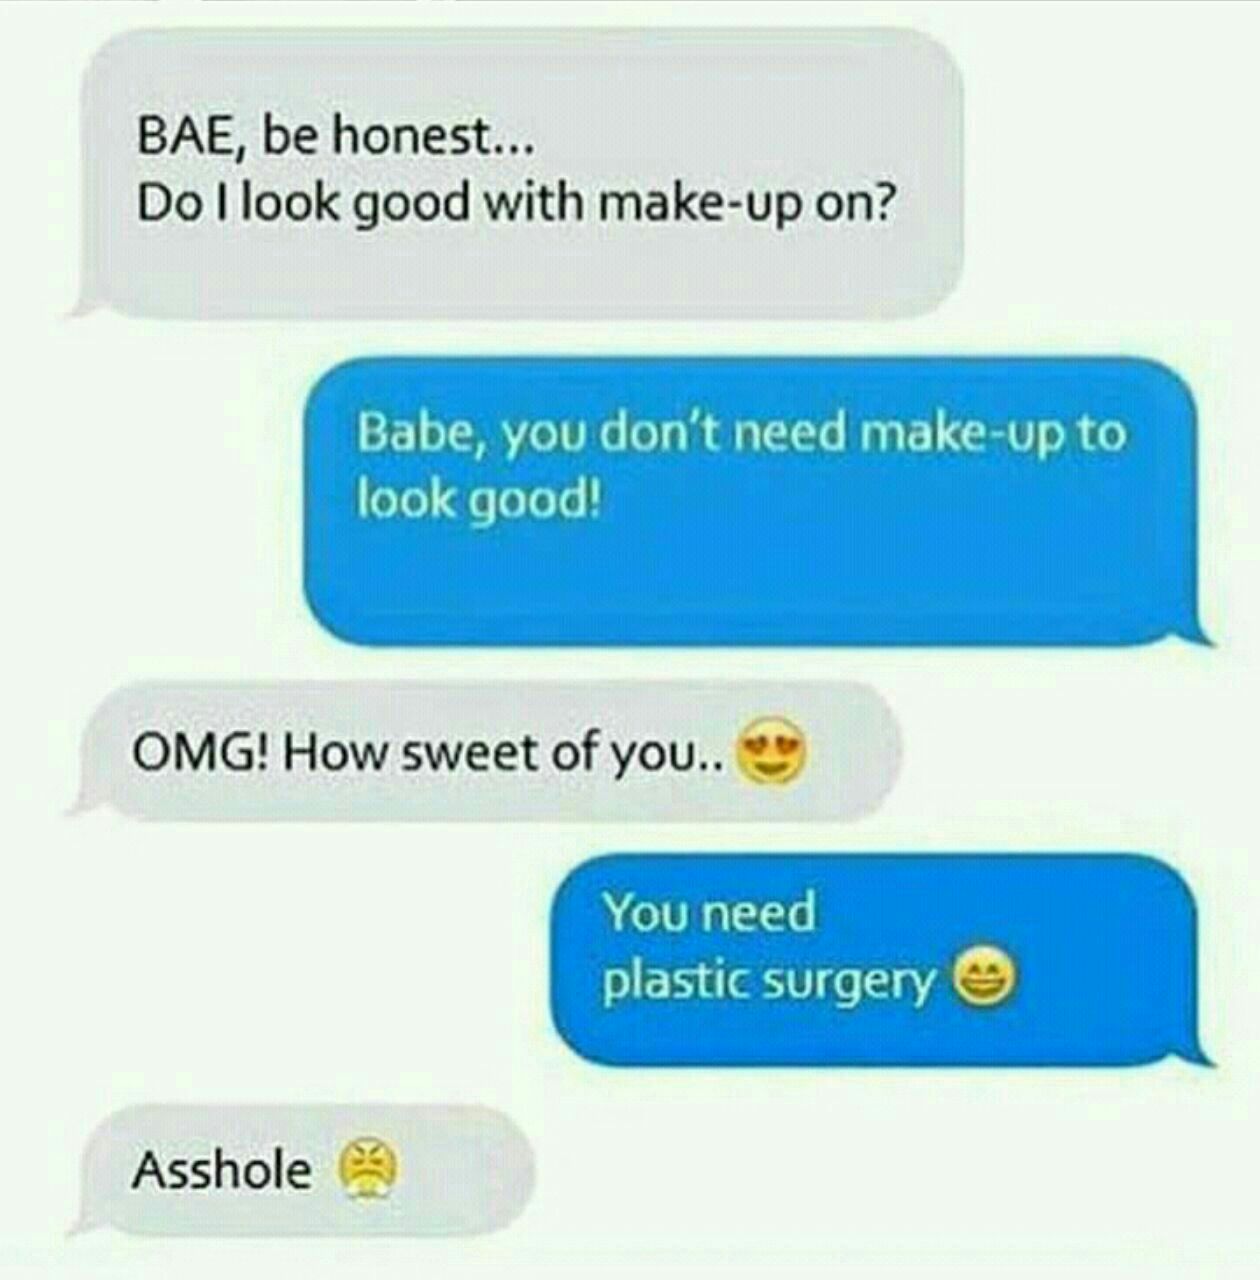 BAE, be honest...
Do I look good with make-up on?
Babe, you don't need make-up to
look good!
OMG! How sweet of you.. 😍
You need
plastic surgery 😄
Asshole 😤